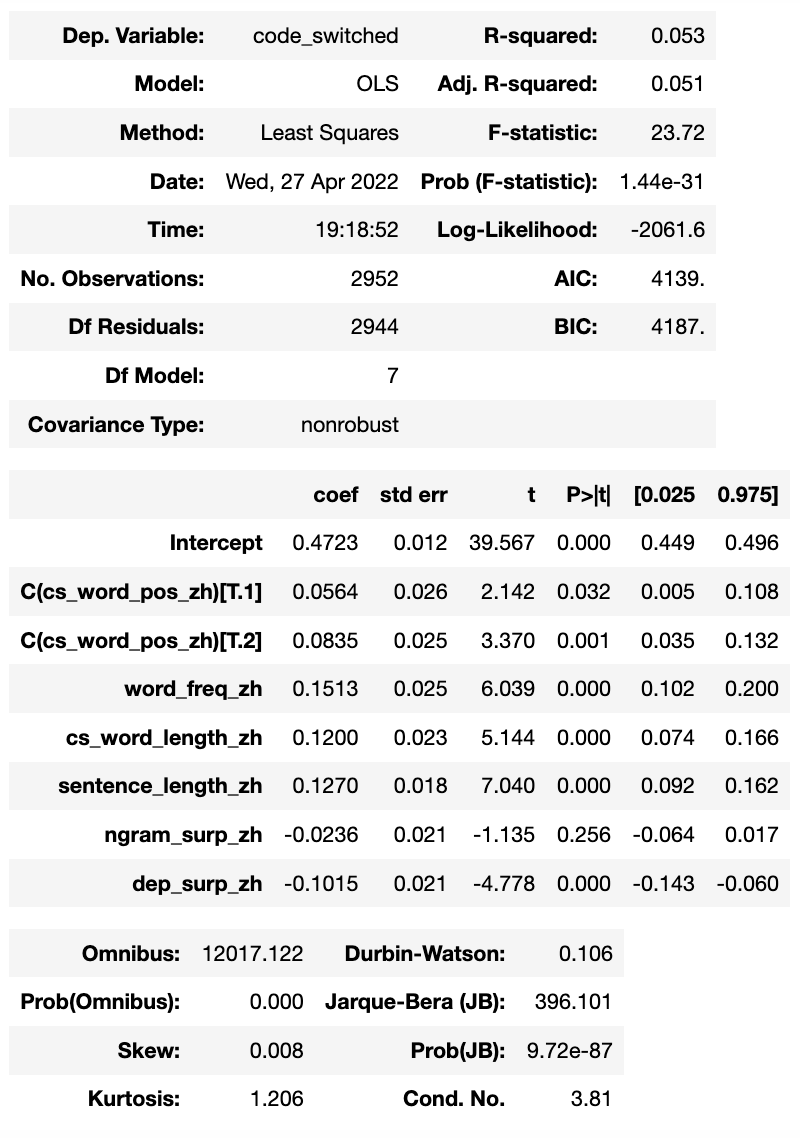 Dep. Variable: code_switched R-squared: 0.053
Model: OLS Adj. R-squared: 0.051
Method: Least Squares F-statistic: 23.72
Date: Wed, 27 Apr 2022 Prob (F-statistic): 1.44e-31
Time: 19:18:52 Log-Likelihood: -2061.6
No. Observations: 2952 AIC: 4139.
Df Residuals: 2944 BIC: 4187.
Df Model: 7
Covariance Type: nonrobust
coef std err t P>|t| [0.025 0.975]
Intercept 0.4723 0.012 39.567 0.000 0.449 0.496
C(cs_word_pos_zh)[T.1] 0.0564 0.026 2.142 0.032 0.005 0.108
C(cs_word_pos_zh)[T.2] 0.0835 0.025 3.370 0.001 0.035 0.132
word_freq_zh 0.1513 0.025 6.039 0.000 0.102 0.200
cs_word_length_zh 0.1200 0.023 5.144 0.000 0.074 0.166
sentence_length_zh 0.1270 0.018 7.040 0.000 0.092 0.162
ngram_surp_zh -0.0236 0.021 -1.135 0.256 -0.064 0.017
dep_surp_zh -0.1015 0.021 -4.778 0.000 -0.143 -0.060
Omnibus: 12017.122 Durbin-Watson: 0.106
Prob(Omnibus): 0.000 Jarque-Bera (JB): 396.101
Skew: 0.008 Prob(JB): 9.72e-87
Kurtosis: 1.206 Cond. No. 3.81